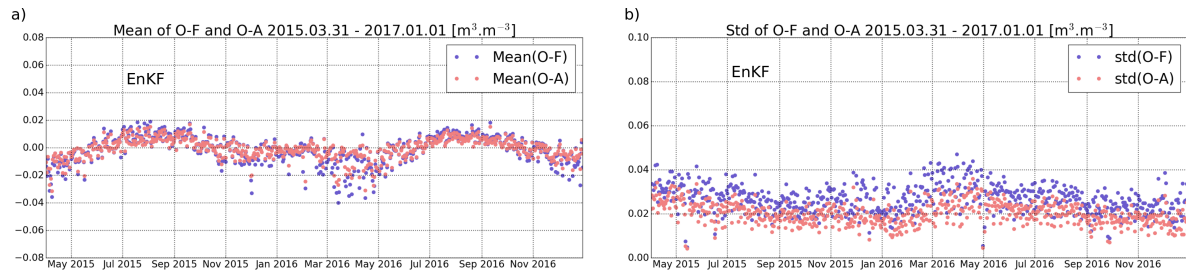 a)
Mean of O-F and O-A 2015.03.31 - 2017.01.01 [m³.m⁻³]
0.08
0.06
0.04
0.02
0.00
−0.02
−0.04
−0.06
−0.08
EnKF
Mean(O-F)
Mean(O-A)
May 2015 Jul 2015 Sep 2015 Nov 2015 Jan 2016 Mar 2016 May 2016 Jul 2016 Sep 2016 Nov 2016
b)
Std of O-F and O-A 2015.03.31 - 2017.01.01 [m³.m⁻³]
0.10
0.08
0.06
0.04
0.02
0.00
EnKF
std(O-F)
std(O-A)
May 2015 Jul 2015 Sep 2015 Nov 2015 Jan 2016 Mar 2016 May 2016 Jul 2016 Sep 2016 Nov 2016